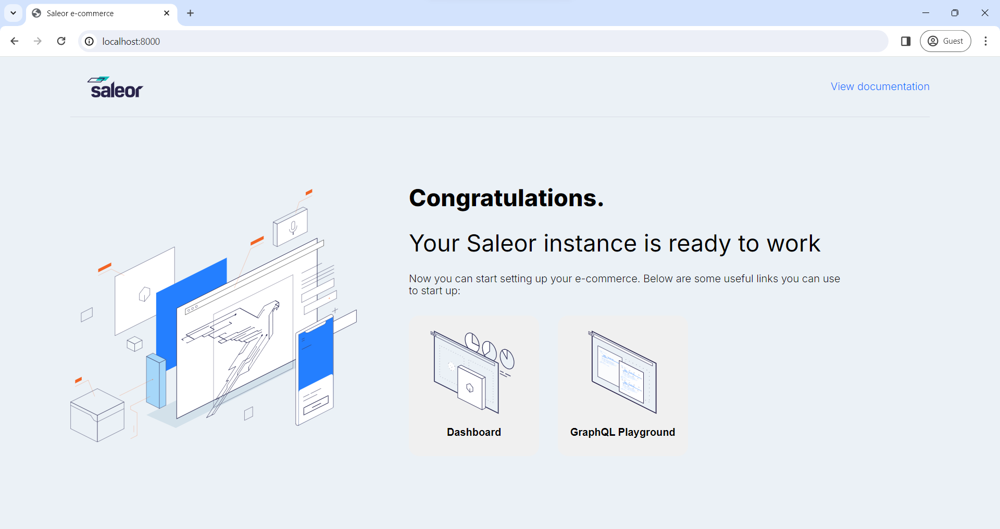 Saleor e-commerce
localhost:8000
Guest
saleor
View documentation
Congratulations.
Your Saleor instance is ready to work
Now you can start setting up your e-commerce. Below are some useful links you can use
to start up:
Dashboard
GraphQL Playground